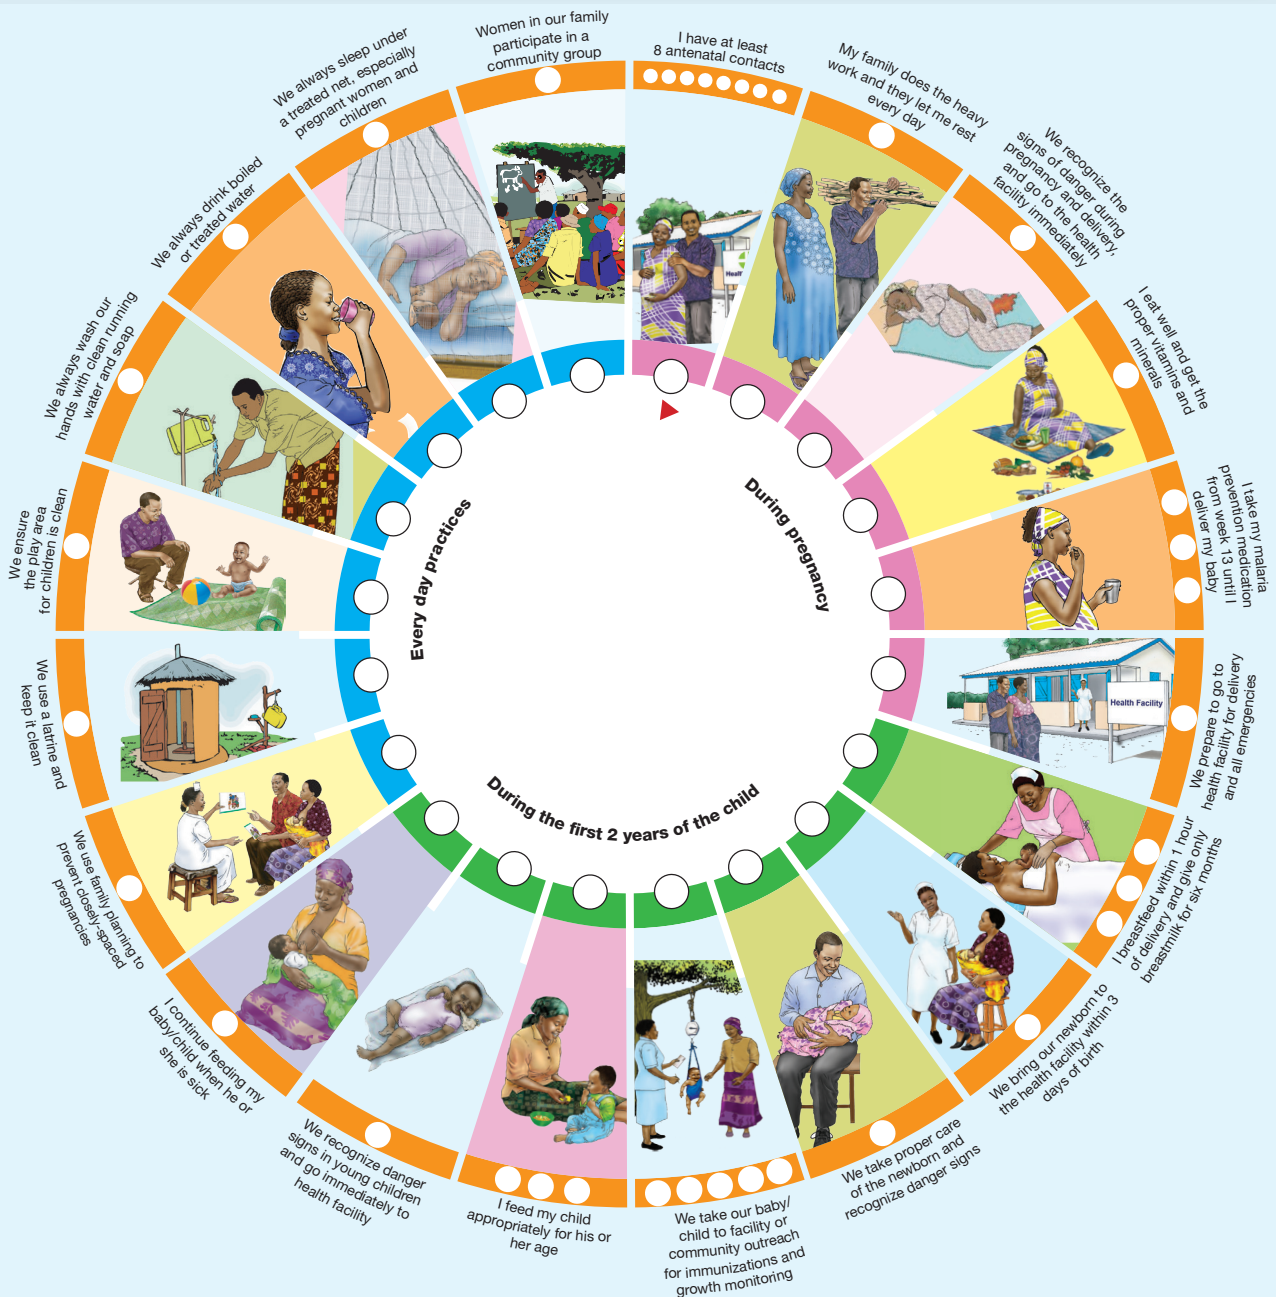 Women in our family
participate in a
community group
I have at least
8 antenatal contacts
My family does the heavy
work and they let me rest
every day
We recognize the
signs of danger during
pregnancy and delivery,
and go to the health
facility immediately
I eat well and get the
proper vitamins and
minerals
I take my malaria
prevention medication
from week 13 until I
deliver my baby
We prepare to go to
health facility for delivery
and all emergencies
I breastfeed within 1 hour
of delivery and give only
breastmilk for six months
We bring our newborn to
the health facility within 3
days of birth
We take proper care
of the newborn and
recognize danger signs
We take our baby/
child to facility or
community outreach
for immunizations and
growth monitoring
I feed my child
appropriately for his or
her age
We recognize danger
signs in young children
and go immediately to
health facility
I continue feeding my
baby/child when he or
she is sick
We use family planning to
prevent closely-spaced
pregnancies
We use a latrine and
keep it clean
We ensure
the play area
for children is clean
We always wash our
hands with clean running
water and soap
We always drink boiled
or treated water
We always sleep under
a treated net, especially
pregnant women and
children
Health
Health Facility
During pregnancy
During the first 2 years of the child
Every day practices